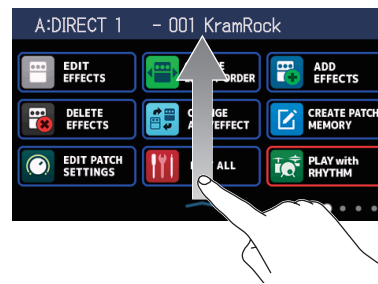 A:DIRECT 1 - 001 KramRock
EDIT
EFFECTS
ORDER
ADD
EFFECTS
DELETE
EFFECTS
CREATE PATCH
MEMORY
EDIT PATCH
SETTINGS
ALL
PLAY with
RHYTHM